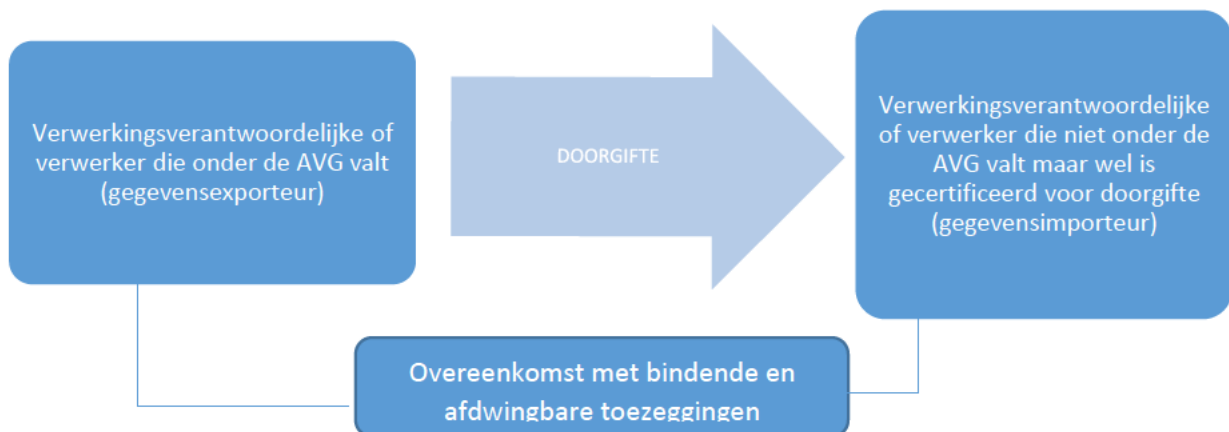 Verwerkingsverantwoordelijke of
verwerker die onder de AVG valt
(gegevensexporteur)
DOORGIFTE
Verwerkingsverantwoordelijke
of verwerker die niet onder de
AVG valt maar wel is
gecertificeerd voor doorgifte
(gegevensimporteur)
Overeenkomst met bindende en
afdwingbare toezeggingen